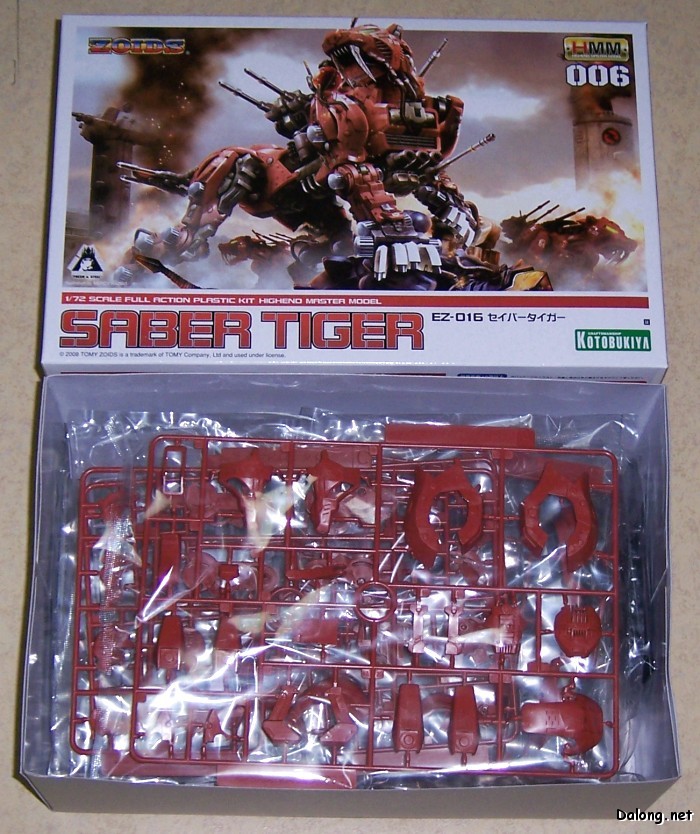 ZOIDS
HMM
006
1/72 SCALE FULL ACTION PLASTIC KIT HIGHEND MASTER MODEL
SABER TIGER
EZ-016 セイバータイガー
KOTOBUKIYA
© 2008 TOMY ZOIDS is a trademark of TOMY Company, Ltd and used under license.
Dalong.net